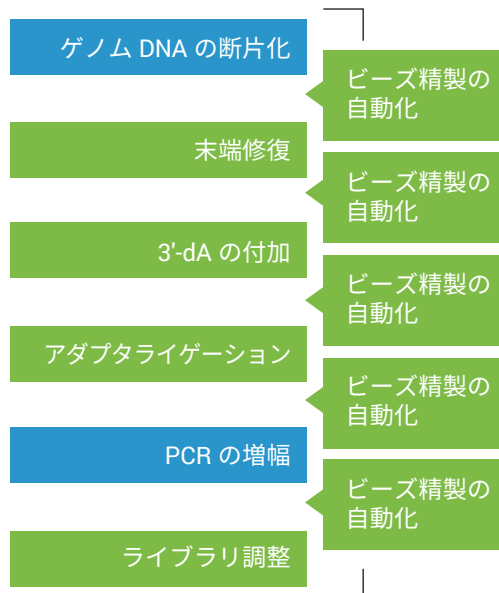 ゲノム DNA の断片化
ビーズ精製の
自動化
末端修復
ビーズ精製の
自動化
3'-dA の付加
ビーズ精製の
自動化
アダプタライゲーション
ビーズ精製の
自動化
PCR の増幅
ビーズ精製の
自動化
ライブラリ調整